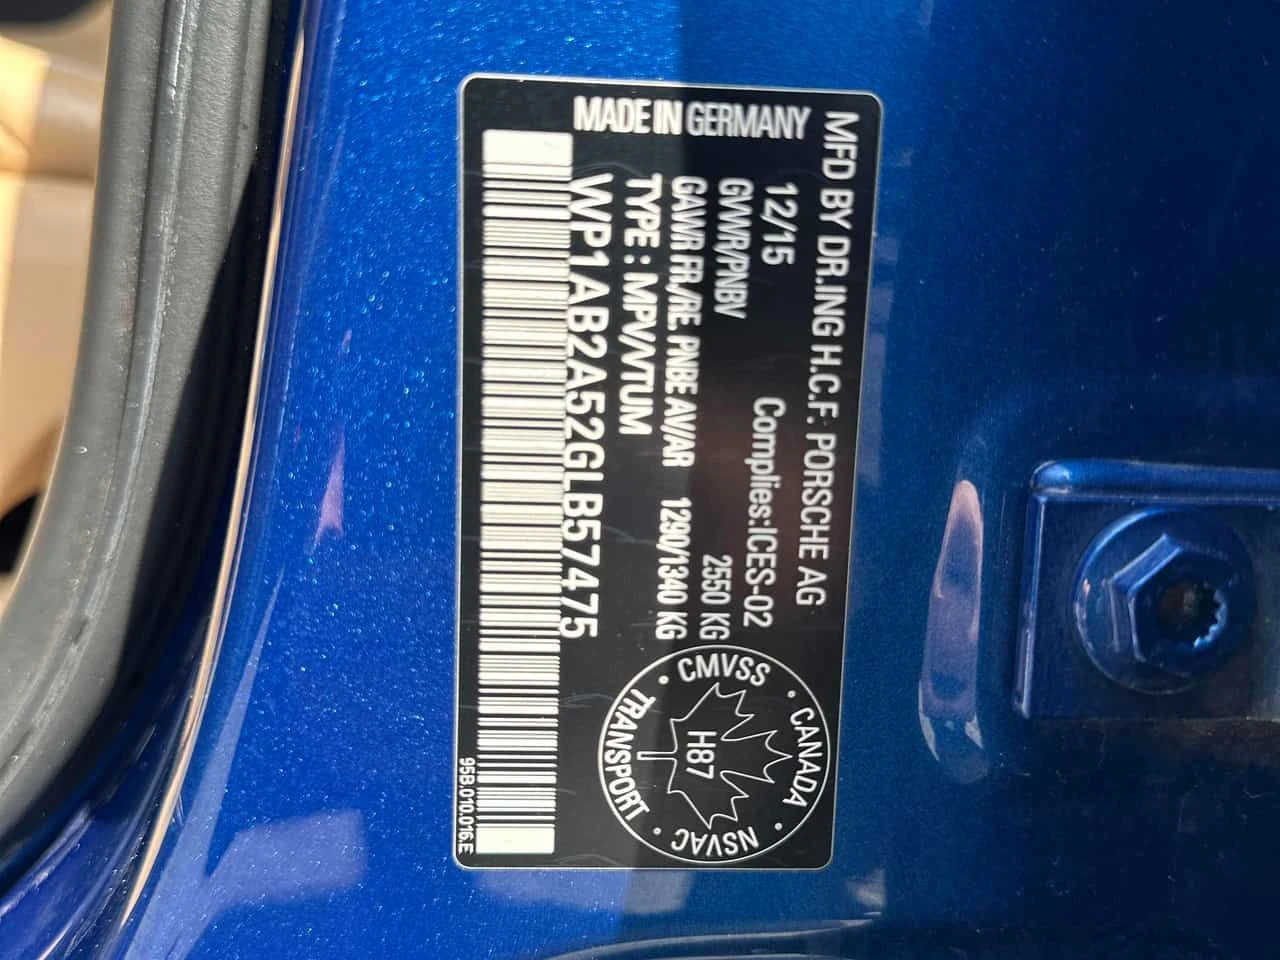 MFD BY DR.ING H.C.F. PORSCHE AG
MADE IN GERMANY
12/15 Complies:ICES-02
GVWR/PNBV 2550 KG
GAWR FR./RE. PNBE AV/AR 1290/1340 KG
TYPE : MPV/VTUM
WP1AB2A52GLB57475
CMVSS · CANADA · NSVAC · TRANSPORT ·
H87
95B.010.016.E